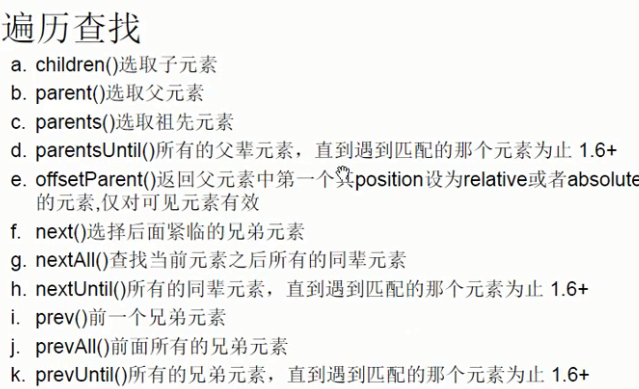 遍历查找
a. children()选取子元素
b. parent()选取父元素
c. parents()选取祖先元素
d. parentsUntil()所有的父辈元素，直到遇到匹配的那个元素为止 1.6+
e. offsetParent()返回父元素中第一个其position设为relative或者absolute
的元素,仅对可见元素有效
f. next()选择后面紧临的兄弟元素
g. nextAll()查找当前元素之后所有的同辈元素
h. nextUntil()所有的同辈元素，直到遇到匹配的那个元素为止 1.6+
i. prev()前一个兄弟元素
j. prevAll()前面所有的兄弟元素
k. prevUntil()所有的兄弟元素，直到遇到匹配的那个元素为止 1.6+